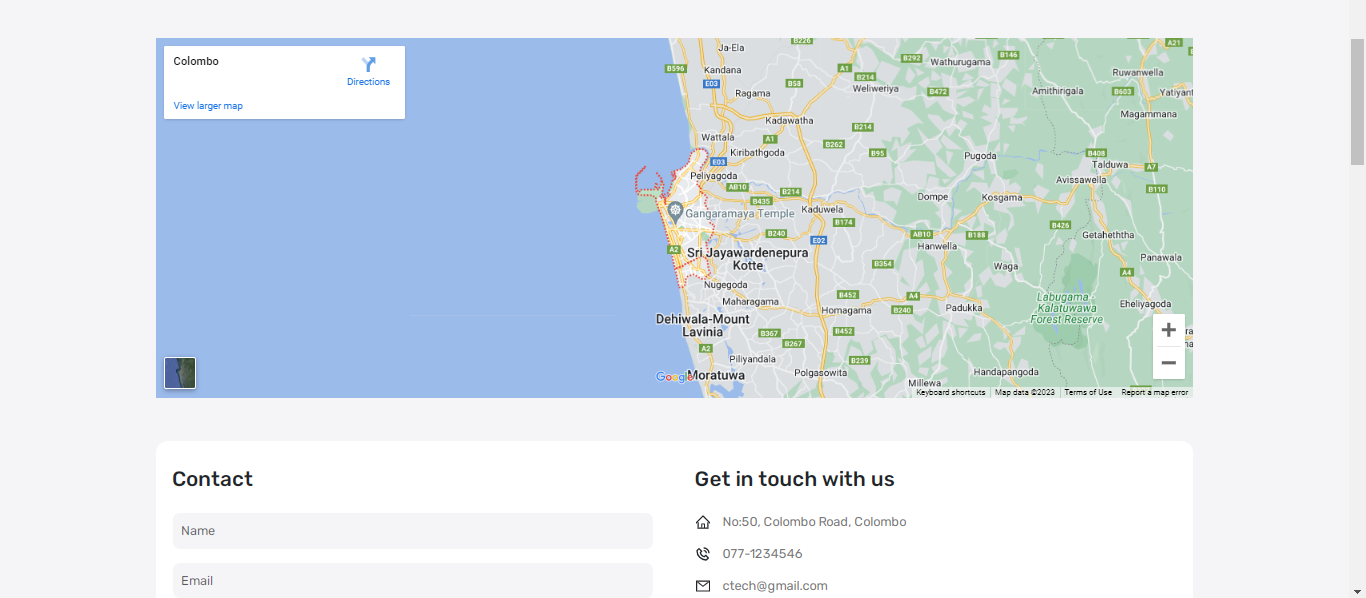 Colombo
Directions
View larger map
B226
Ja-Ela
A21
B596
Kandana
A1
B292
Wathurugama
B146
Ruwanwella
E03
B58
B214
Weliweriya
B472
Amithirigala
B603
Yatiyant
Ragama
Magammana
Kadawatha
B214
Wattala
A1
B262
Kiribathgoda
B95
Pugoda
B408
E03
Talduwa
A7
Peliyagoda
Avissawella
AB10
B214
B110
B435
Dompe
Kosgama
Gangaramaya Temple
Kaduwela
B174
B426
B240
E02
AB10
B188
Getaheththa
A2
Sri Jayawardenepura
Kotte
Hanwella
B354
Waga
Panawala
A4
Nugegoda
Maharagama
B452
A4
Labugama
Kalatuwawa
Forest Reserve
Eheliyagoda
Homagama
B240
Padukka
Dehiwala-Mount
Lavinia
B367
B452
A2
B267
Piliyandala
B239
Google
Moratuwa
Polgasowita
Millewa
Handapangoda
Keyboard shortcuts
Map data ©2023
Terms of Use
Report a map error
Contact
Name
Email
Get in touch with us
No:50, Colombo Road, Colombo
077-1234546
ctech@gmail.com